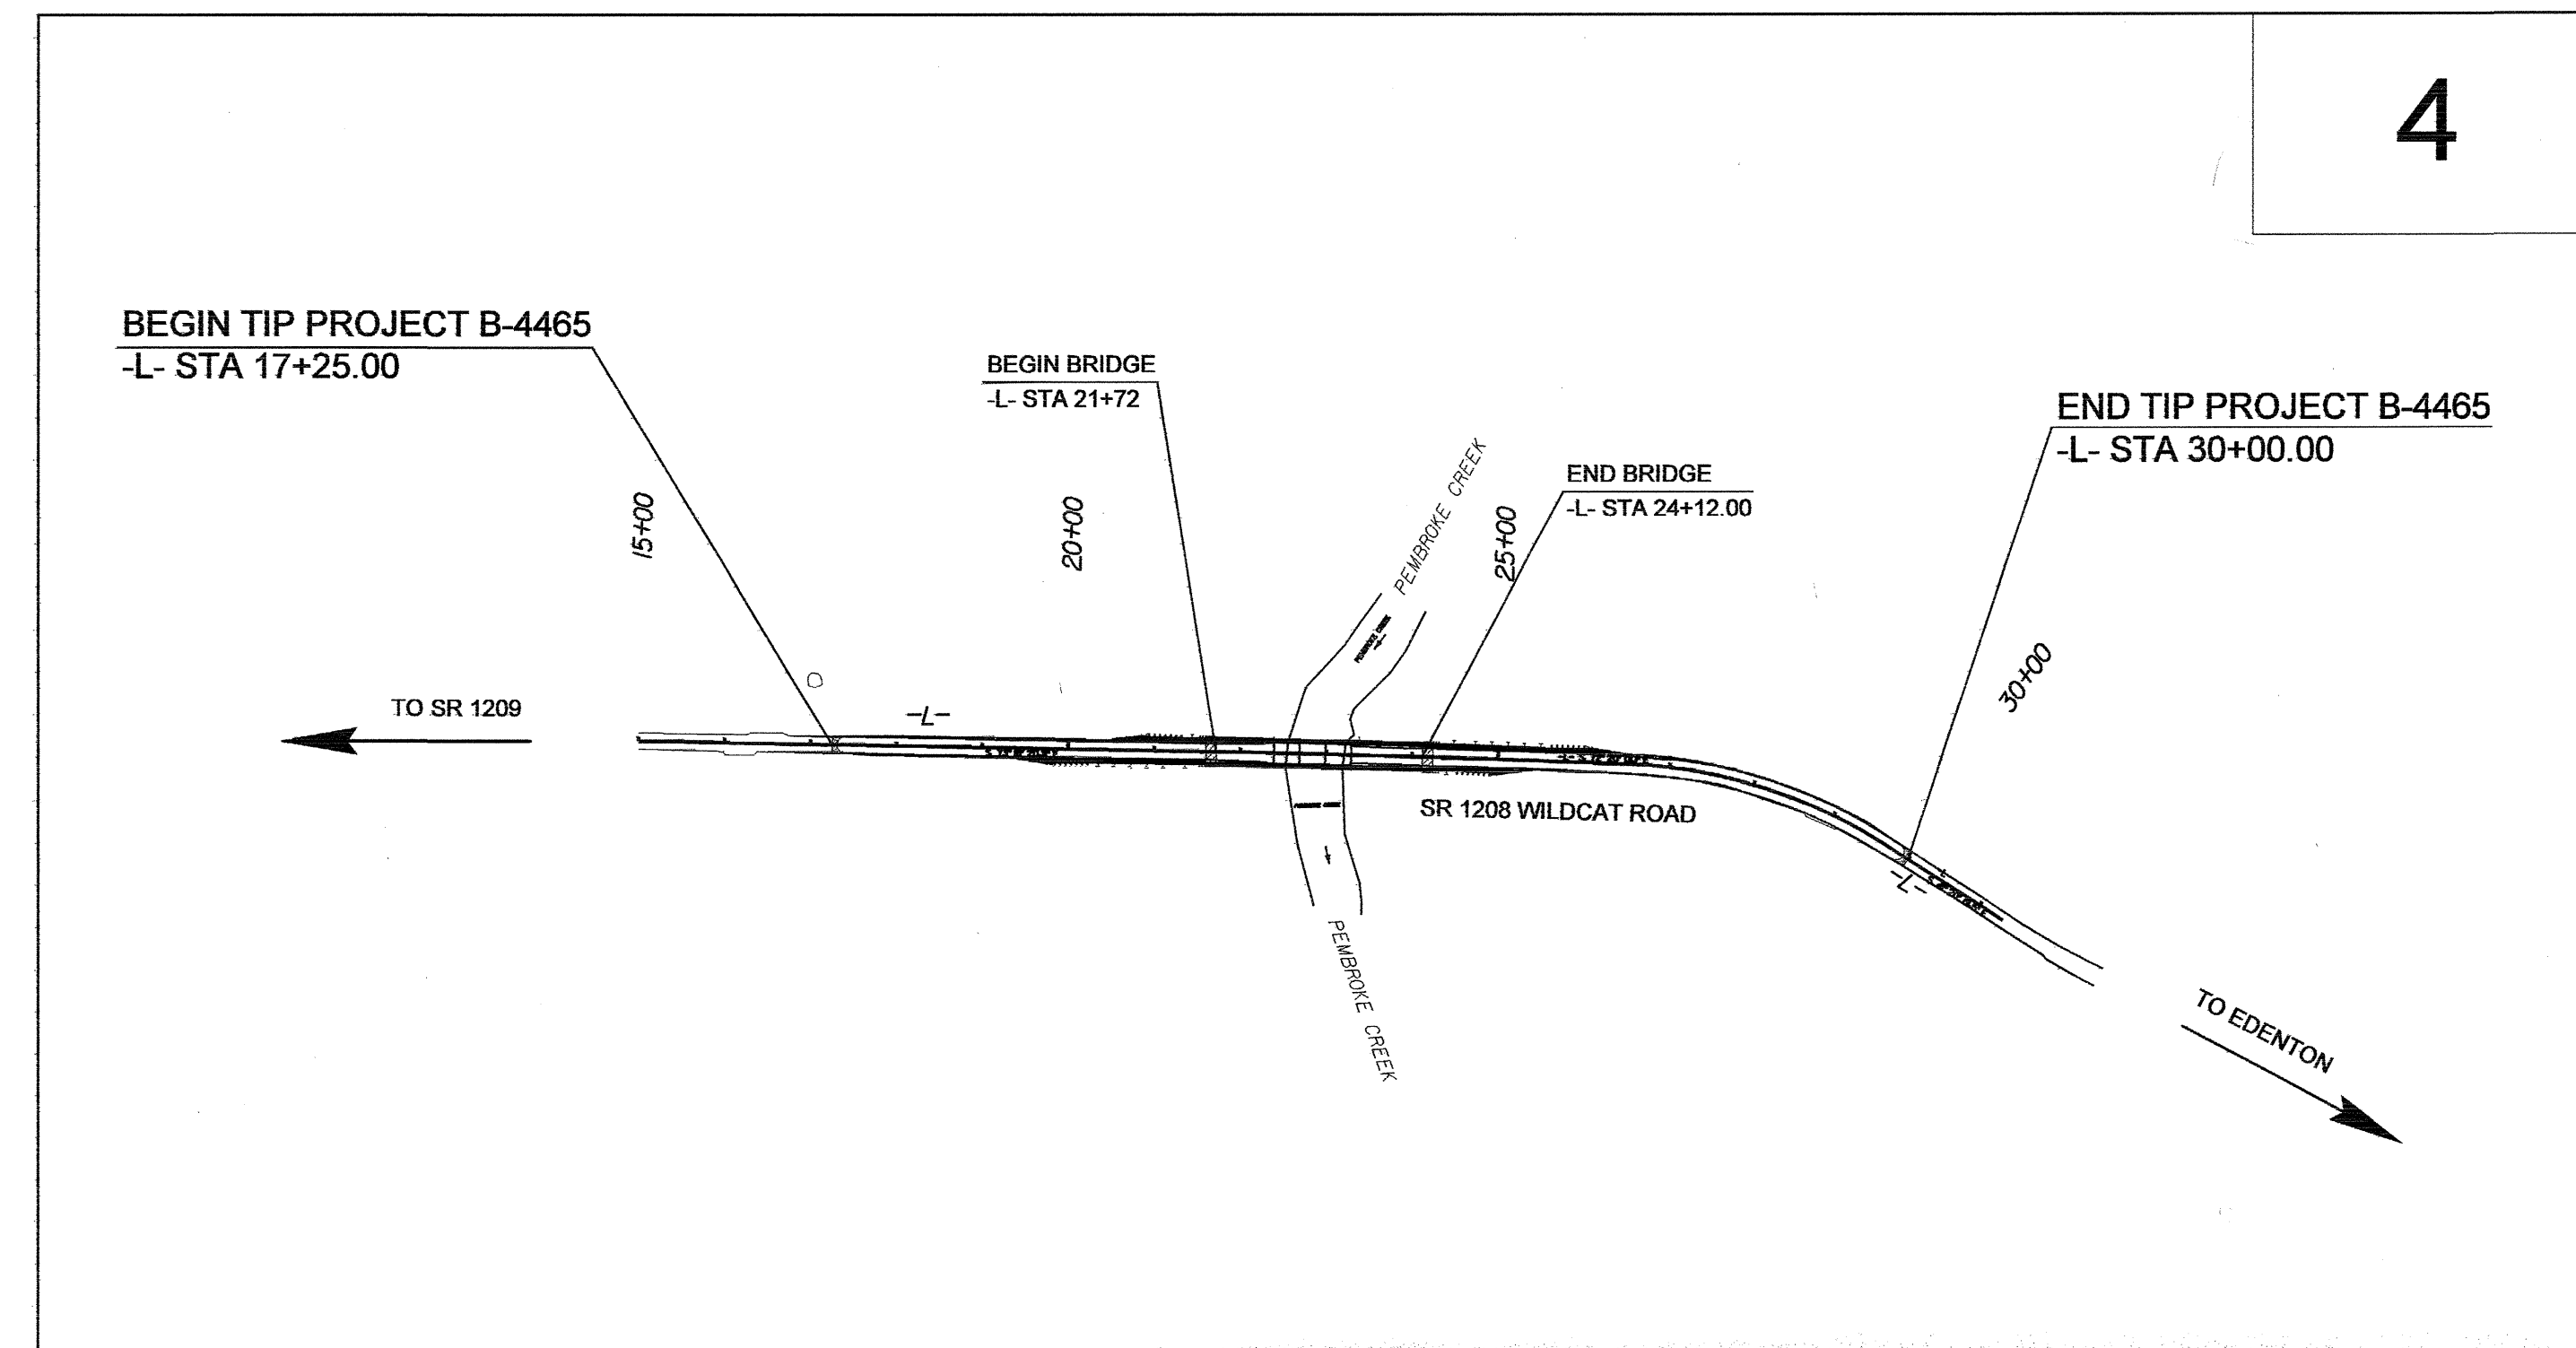 4
BEGIN TIP PROJECT B-4465
-L- STA 17+25.00
BEGIN BRIDGE
-L- STA 21+72
END TIP PROJECT B-4465
-L- STA 30+00.00
END BRIDGE
-L- STA 24+12.00
15+00
20+00
25+00
30+00
PEMBROKE CREEK
PEMBROKE CREEK
TO SR 1209
-L-
SR 1208 WILDCAT ROAD
-L-
PEMBROKE CREEK
TO EDENTON